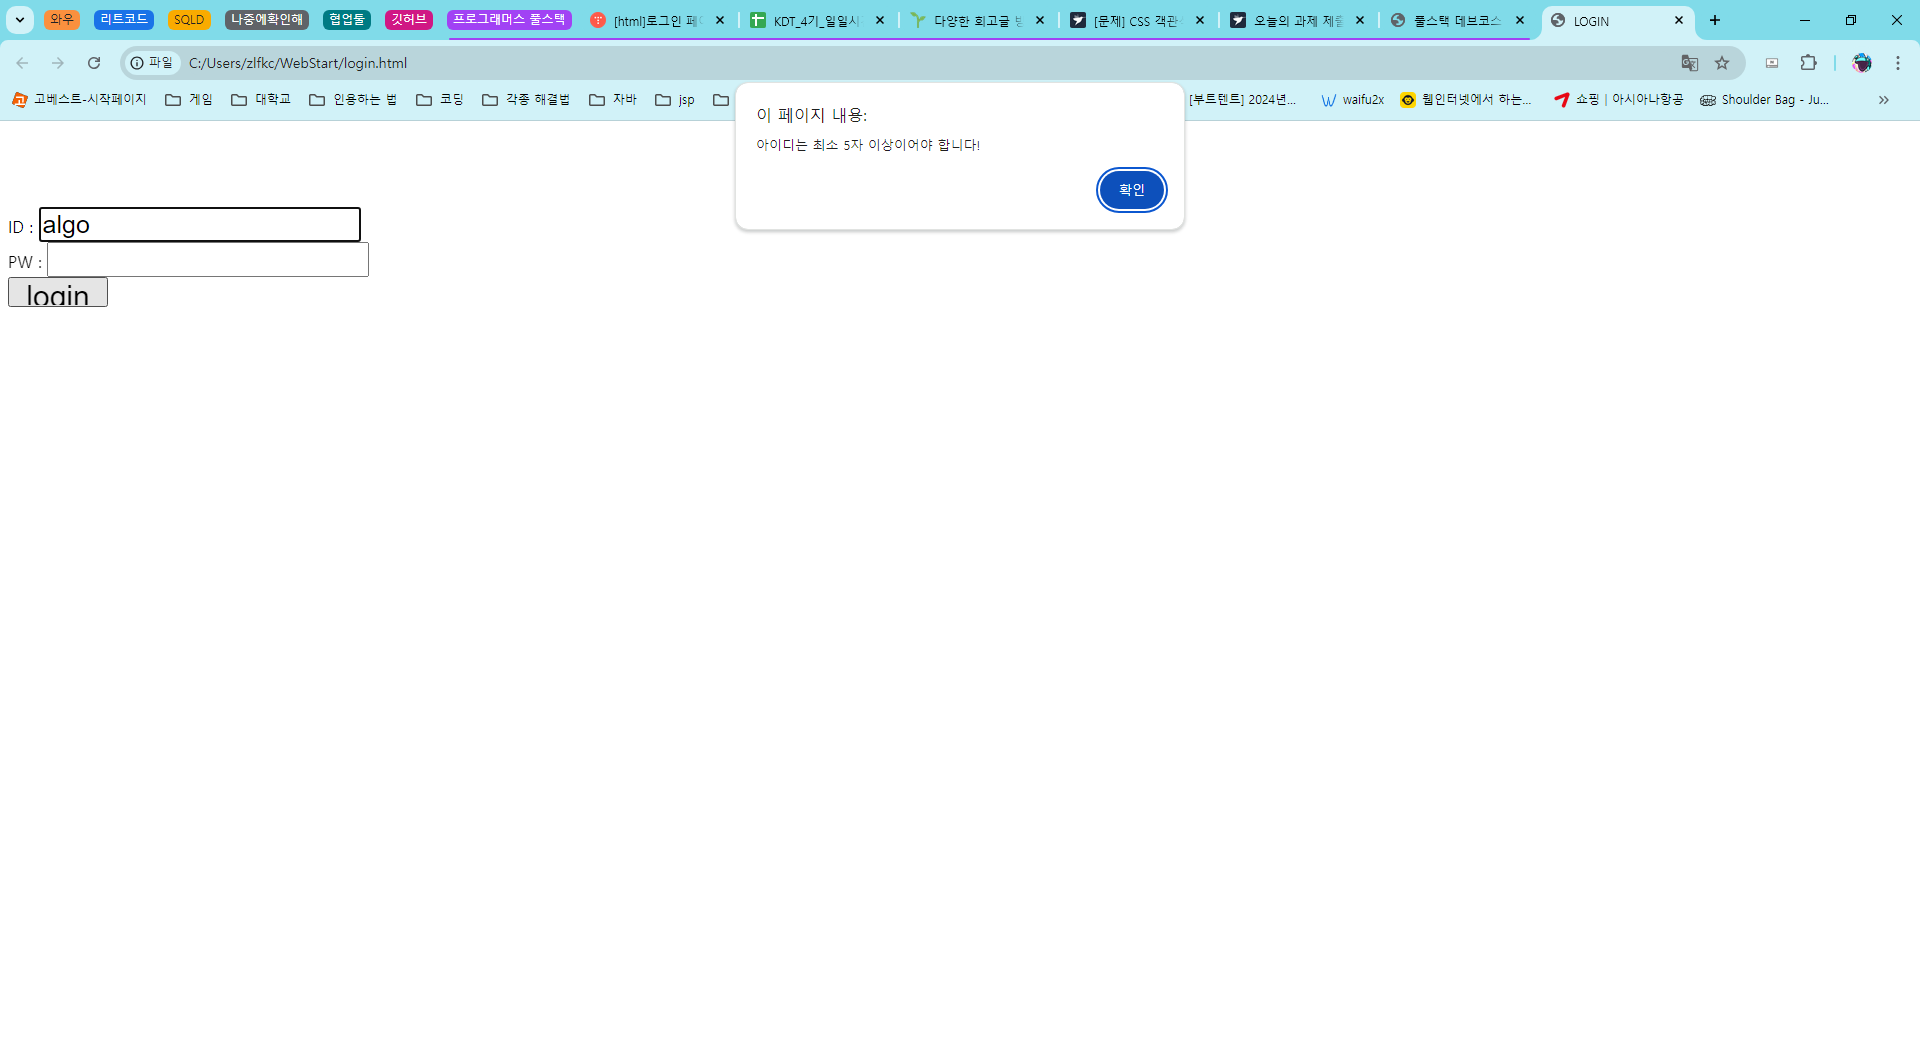 와우 리트코드 SQLD 나중에확인해 협업툴 깃허브 프로그래머스 풀스택 [html]로그인 페 KDT_4기_일일시 다양한 회고글 [문제] CSS 객관 오늘의 과제 제출 풀스택 데브코스 LOGIN
파일 C:/Users/zlfkc/WebStart/login.html
고베스트-시작페이지 게임 대학교 인용하는 법 코딩 각종 해결법 자바 jsp [부트텐트] 2024년... waifu2x 웹인터넷에서 하는... 쇼핑 | 아시아나항공 Shoulder Bag - Ju...
이 페이지 내용:
아이디는 최소 5자 이상이어야 합니다!
확인
ID : algo
PW :
login